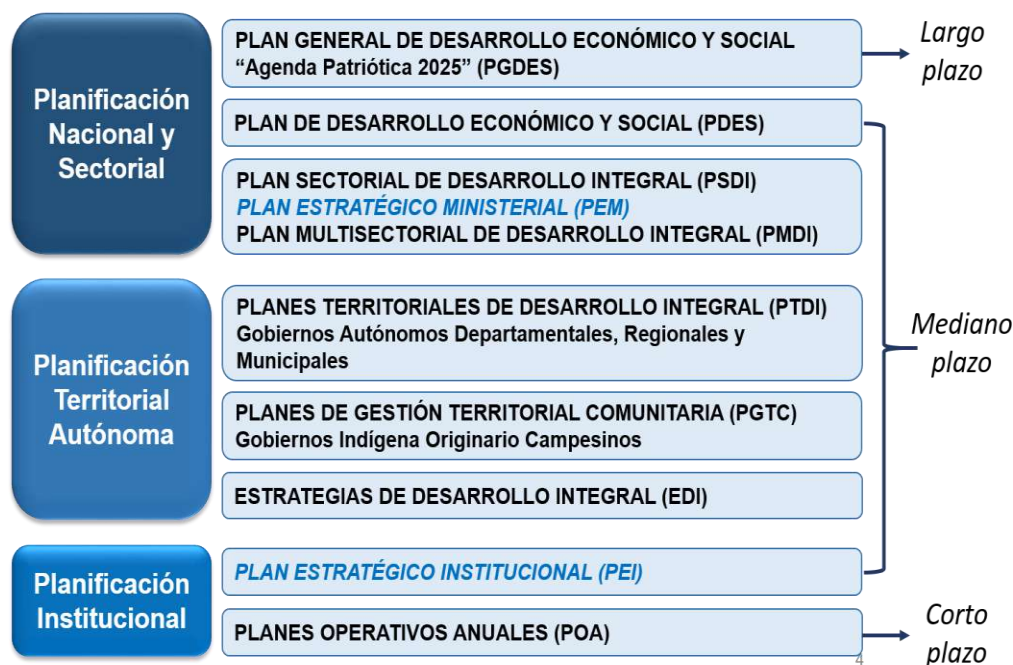 Planificación
Nacional y
Sectorial
PLAN GENERAL DE DESARROLLO ECONÓMICO Y SOCIAL
“Agenda Patriótica 2025” (PGDES)
Largo
plazo
PLAN DE DESARROLLO ECONÓMICO Y SOCIAL (PDES)
PLAN SECTORIAL DE DESARROLLO INTEGRAL (PSDI)
PLAN ESTRATÉGICO MINISTERIAL (PEM)
PLAN MULTISECTORIAL DE DESARROLLO INTEGRAL (PMDI)
Planificación
Territorial
Autónoma
PLANES TERRITORIALES DE DESARROLLO INTEGRAL (PTDI)
Gobiernos Autónomos Departamentales, Regionales y
Municipales
Mediano
plazo
PLANES DE GESTIÓN TERRITORIAL COMUNITARIA (PGTC)
Gobiernos Indígena Originario Campesinos
ESTRATEGIAS DE DESARROLLO INTEGRAL (EDI)
Planificación
Institucional
PLAN ESTRATÉGICO INSTITUCIONAL (PEI)
PLANES OPERATIVOS ANUALES (POA)
Corto
plazo
4